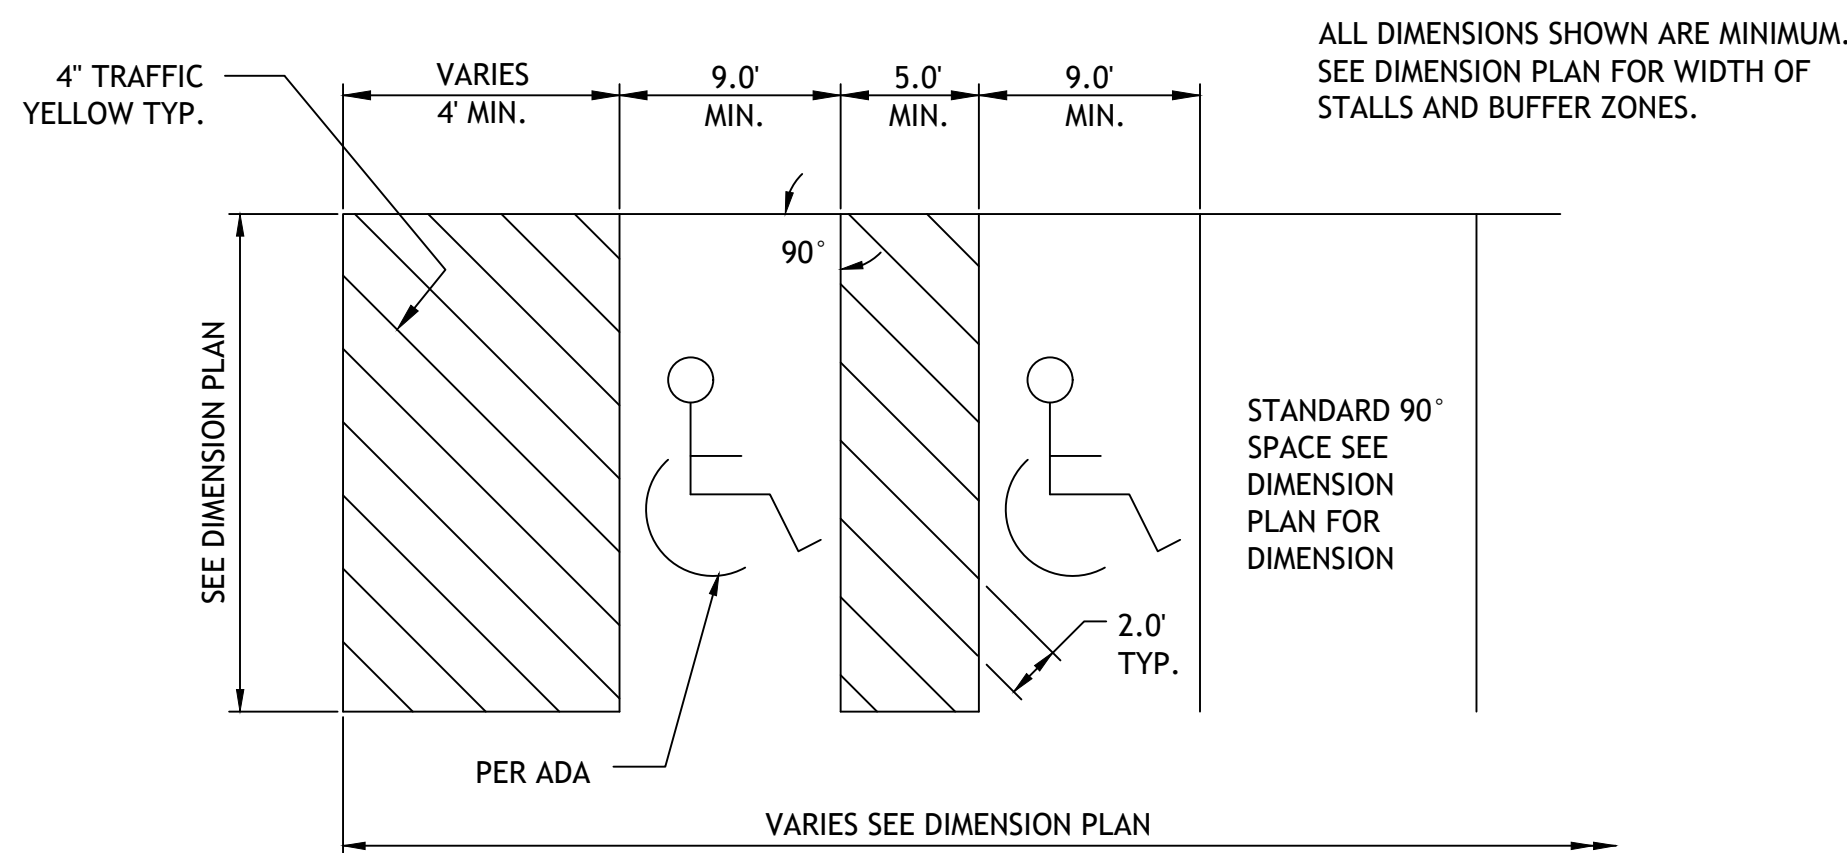 ALL DIMENSIONS SHOWN ARE MINIMUM.
SEE DIMENSION PLAN FOR WIDTH OF
STALLS AND BUFFER ZONES.
4" TRAFFIC
YELLOW TYP.
VARIES
4' MIN.
9.0'
MIN.
5.0'
MIN.
9.0'
MIN.
90°
SEE DIMENSION PLAN
STANDARD 90°
SPACE SEE
DIMENSION
PLAN FOR
DIMENSION
2.0'
TYP.
PER ADA
VARIES SEE DIMENSION PLAN